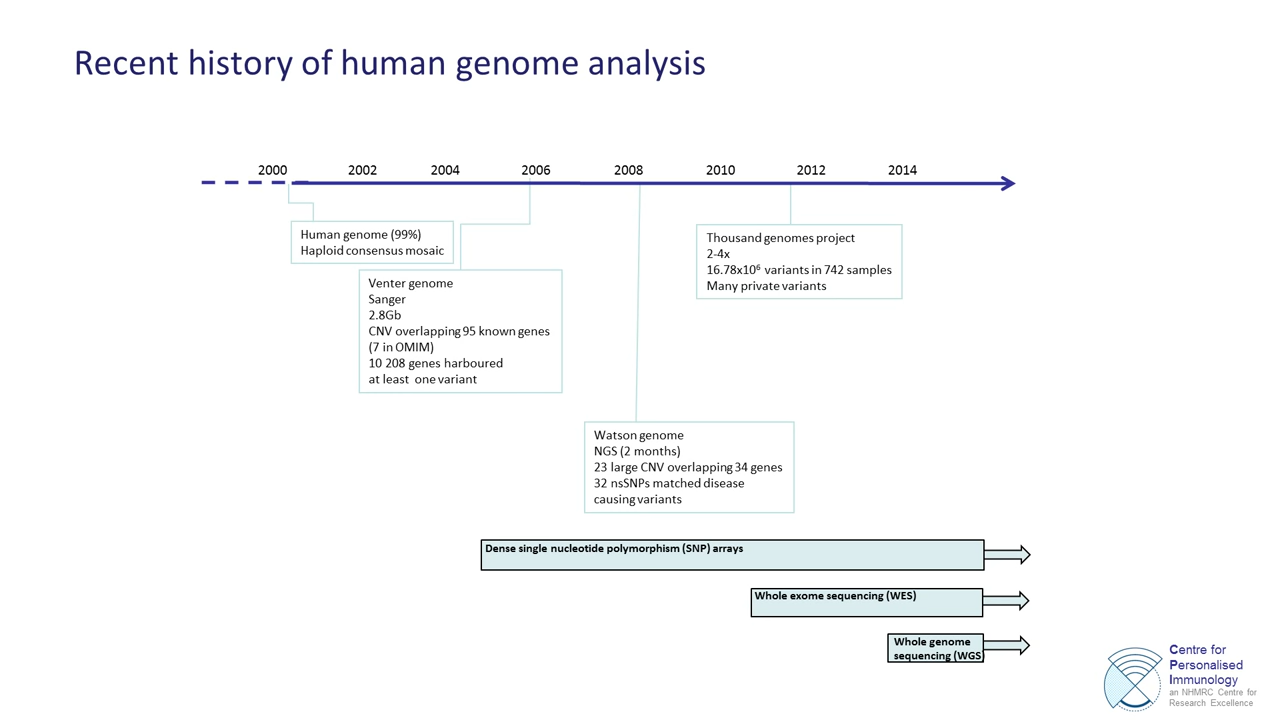 Recent history of human genome analysis
2000 2002 2004 2006 2008 2010 2012 2014
Human genome (99%)
Haploid consensus mosaic
Venter genome
Sanger
2.8Gb
CNV overlapping 95 known genes
(7 in OMIM)
10 208 genes harboured
at least one variant
Thousand genomes project
2-4x
16.78x10⁶ variants in 742 samples
Many private variants
Watson genome
NGS (2 months)
23 large CNV overlapping 34 genes
32 nsSNPs matched disease
causing variants
Dense single nucleotide polymorphism (SNP) arrays
Whole exome sequencing (WES)
Whole genome
sequencing (WGS)
Centre for
Personalised
Immunology
an NHMRC Centre for
Research Excellence